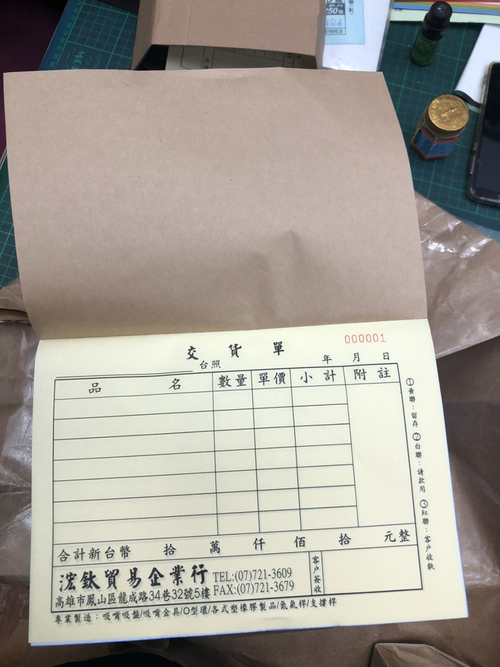 000001
交貨單
台照 年 月 日
品名 數量 單價 小計 附註
合計新台幣 拾 萬 仟 佰 拾 元整
鈦貿易企業行
TEL:(07)721-3609
FAX:(07)721-3679
高雄市鳳山區龍成路34巷32號5樓
客戶簽收
專業製造:吸嘴吸盤/吸嘴金具/O型環/各式塑橡膠製品/氮氣桿/支撐桿
①黃聯:留存 ②白聯:請款用 ③紅聯:客戶收執